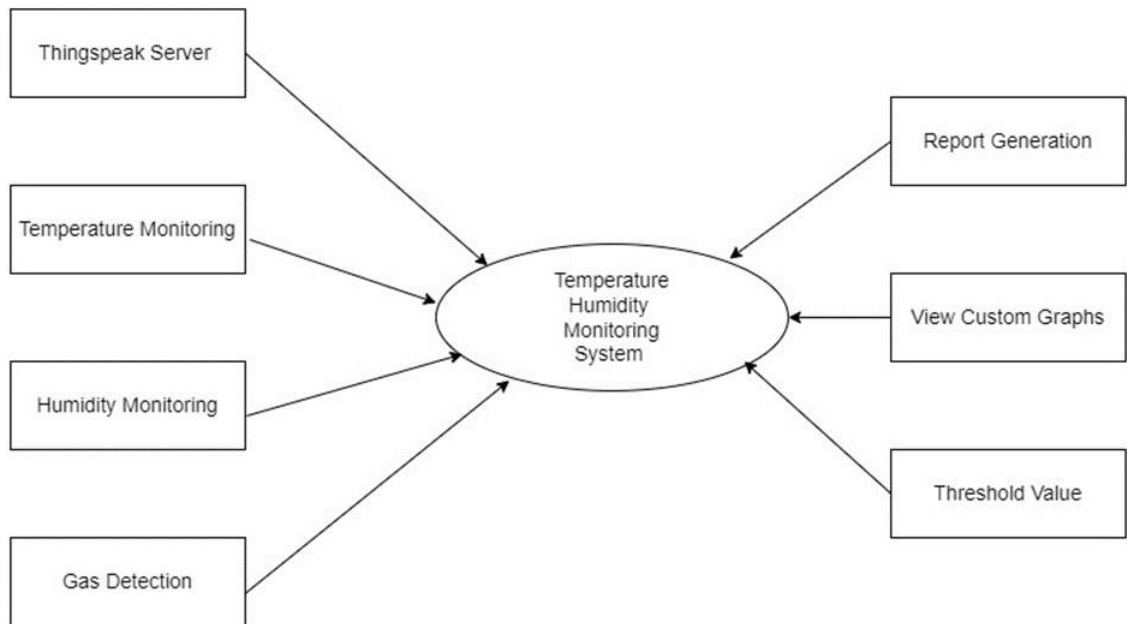 Thingspeak Server
Temperature Monitoring
Humidity Monitoring
Gas Detection
Temperature
Humidity
Monitoring
System
Report Generation
View Custom Graphs
Threshold Value